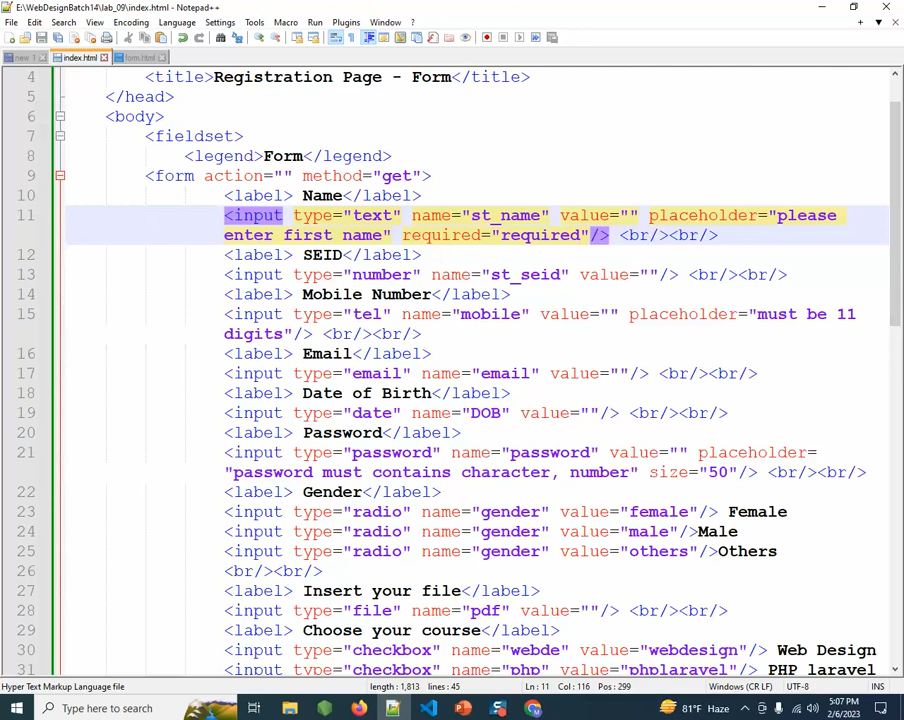 E:\WebDesignBatch14\lab_09\index.html - Notepad++
File Edit Search View Encoding Language Settings Tools Macro Run Plugins Window ?
new 1 index.html form.html
4 <title>Registration Page - Form</title>
5 </head>
6 <body>
7 <fieldset>
8 <legend>Form</legend>
9 <form action="" method="get">
10 <label> Name</label>
11 <input type="text" name="st_name" value="" placeholder="please
enter first name" required="required"/> <br/><br/>
12 <label> SEID</label>
13 <input type="number" name="st_seid" value=""/> <br/><br/>
14 <label> Mobile Number</label>
15 <input type="tel" name="mobile" value="" placeholder="must be 11
digits"/> <br/><br/>
16 <label> Email</label>
17 <input type="email" name="email" value=""/> <br/><br/>
18 <label> Date of Birth</label>
19 <input type="date" name="DOB" value=""/> <br/><br/>
20 <label> Password</label>
21 <input type="password" name="password" value="" placeholder=
"password must contains character, number" size="50"/> <br/><br/>
22 <label> Gender</label>
23 <input type="radio" name="gender" value="female"/> Female
24 <input type="radio" name="gender" value="male"/>Male
25 <input type="radio" name="gender" value="others"/>Others
26 <br/><br/>
27 <label> Insert your file</label>
28 <input type="file" name="pdf" value=""/> <br/><br/>
29 <label> Choose your course</label>
30 <input type="checkbox" name="webde" value="webdesign"/> Web Design
31 <input type="checkbox" name="php" value="phplaravel"/> PHP laravel
Hyper Text Markup Language file length : 1,813 lines : 45 Ln : 11 Col : 116 Pos : 299 Windows (CR LF) UTF-8 INS
Type here to search 81°F Haze 5:07 PM
2/6/2023